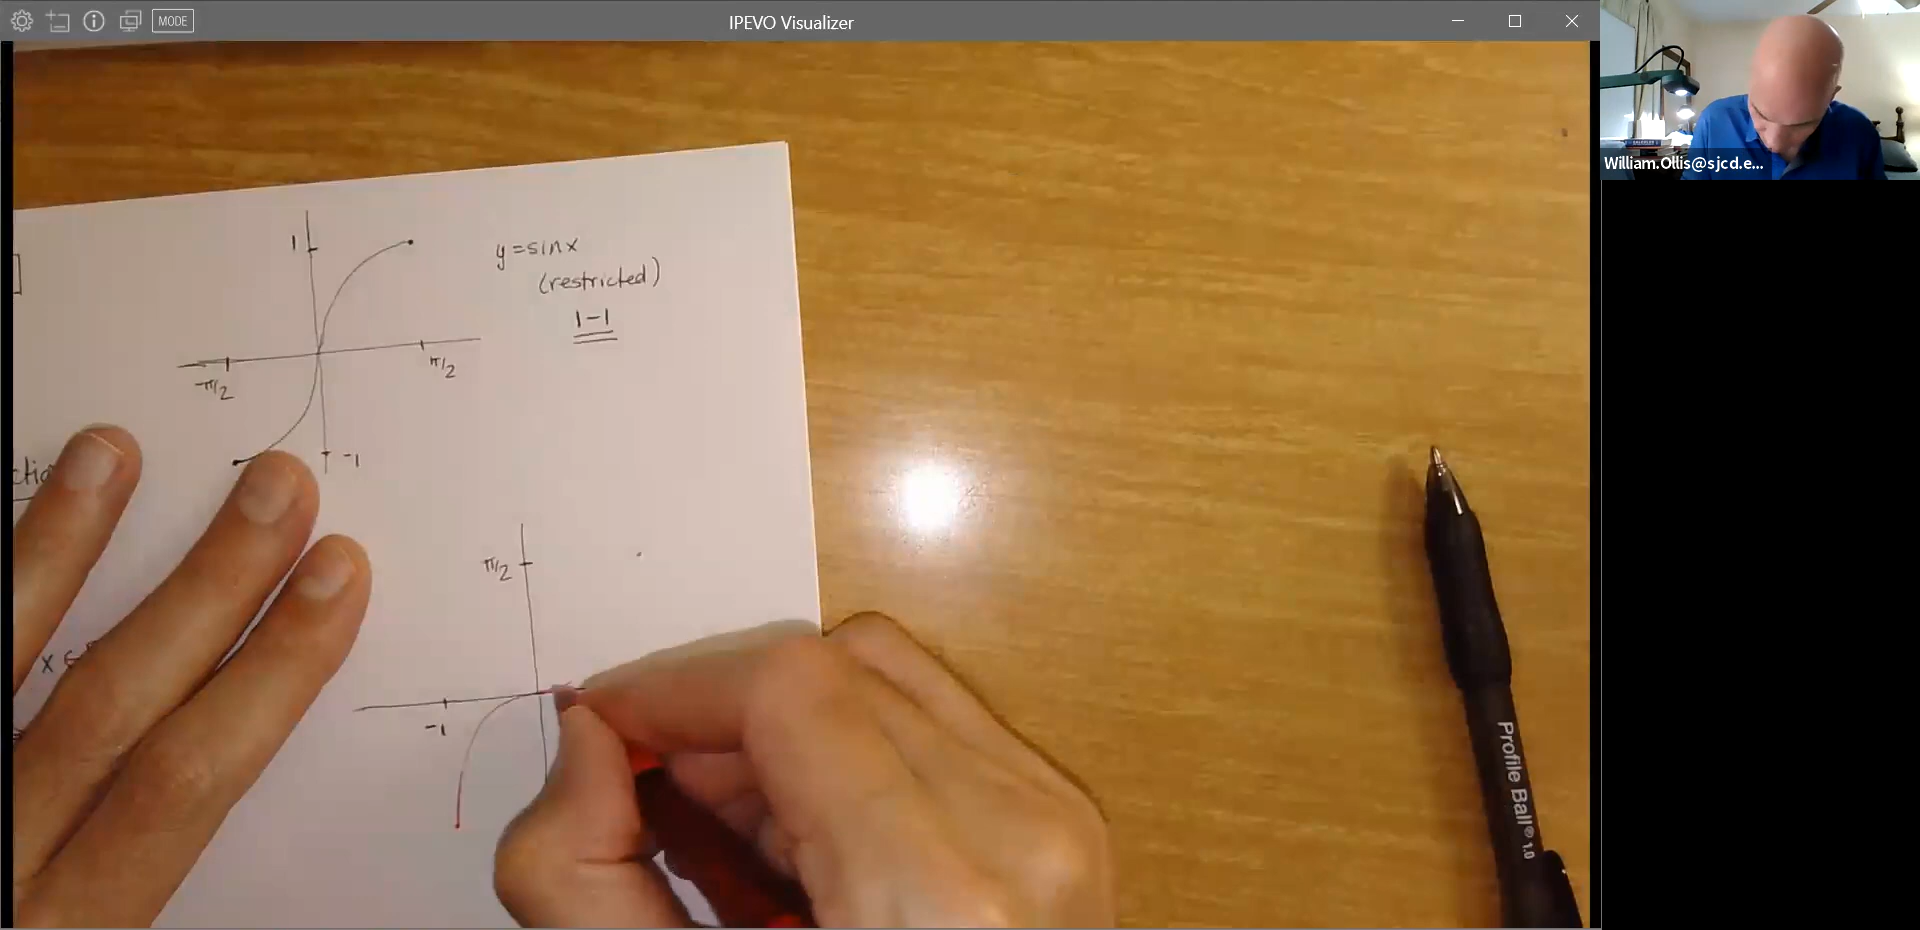 MODE
IPEVO Visualizer
William.Ollis@sjcd.e...
1
y = sin x
(restricted)
1-1
-π/2
π/2
-1
π/2
x ∈
-1
Profile Ball® 1.0